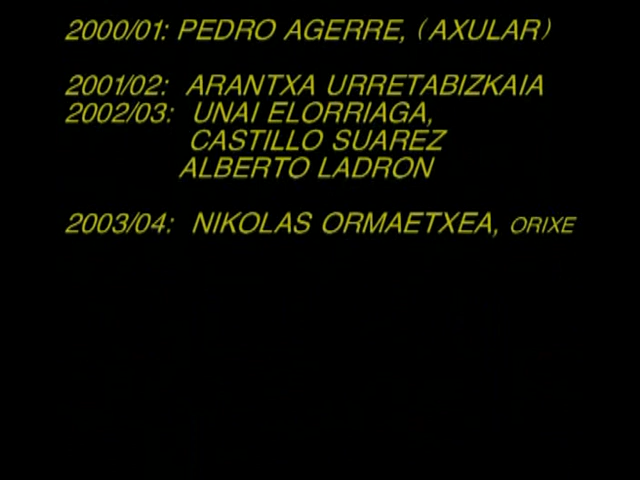 2000/01: PEDRO AGERRE, (AXULAR)
2001/02: ARANTXA URRETABIZKAIA
2002/03: UNAI ELORRIAGA,
CASTILLO SUAREZ
ALBERTO LADRON
2003/04: NIKOLAS ORMAETXEA, ORIXE